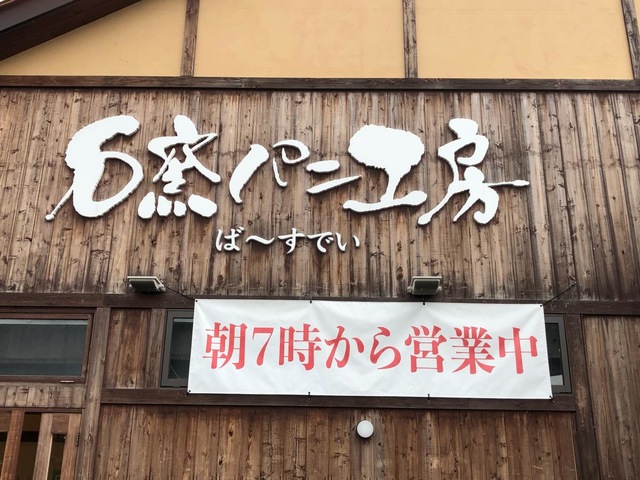 石窯パン工房
ば〜すでい
朝7時から営業中